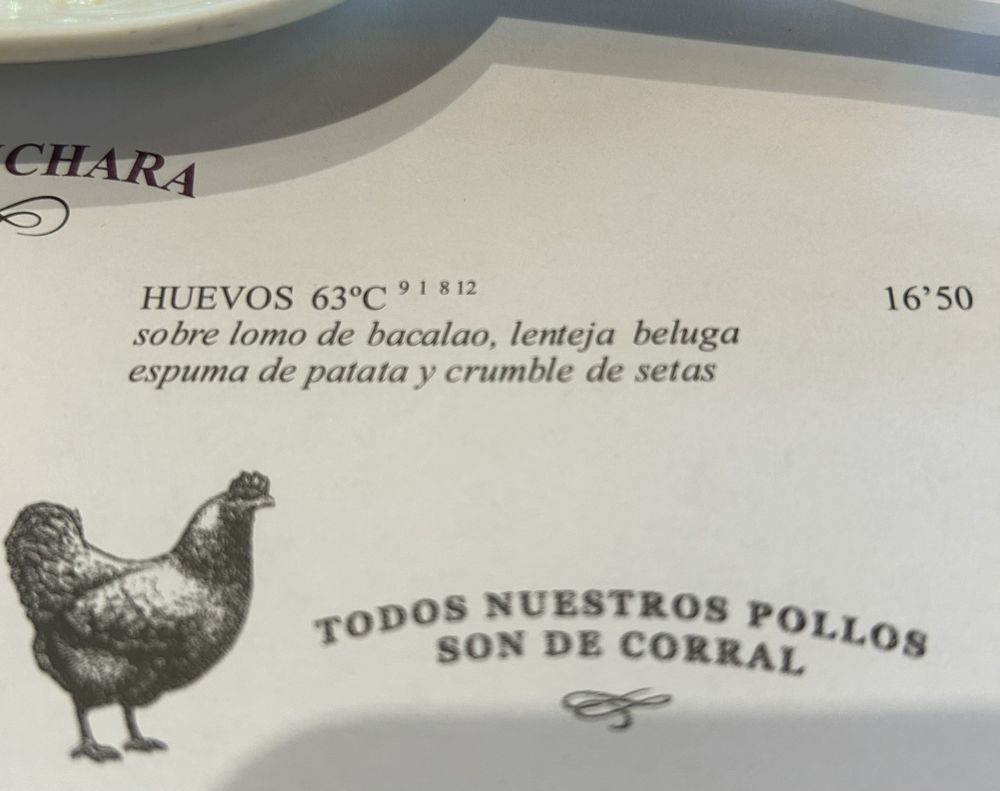 CHARA
HUEVOS 63ºC 9 1 8 12 16’50
sobre lomo de bacalao, lenteja beluga
espuma de patata y crumble de setas
TODOS NUESTROS POLLOS
SON DE CORRAL